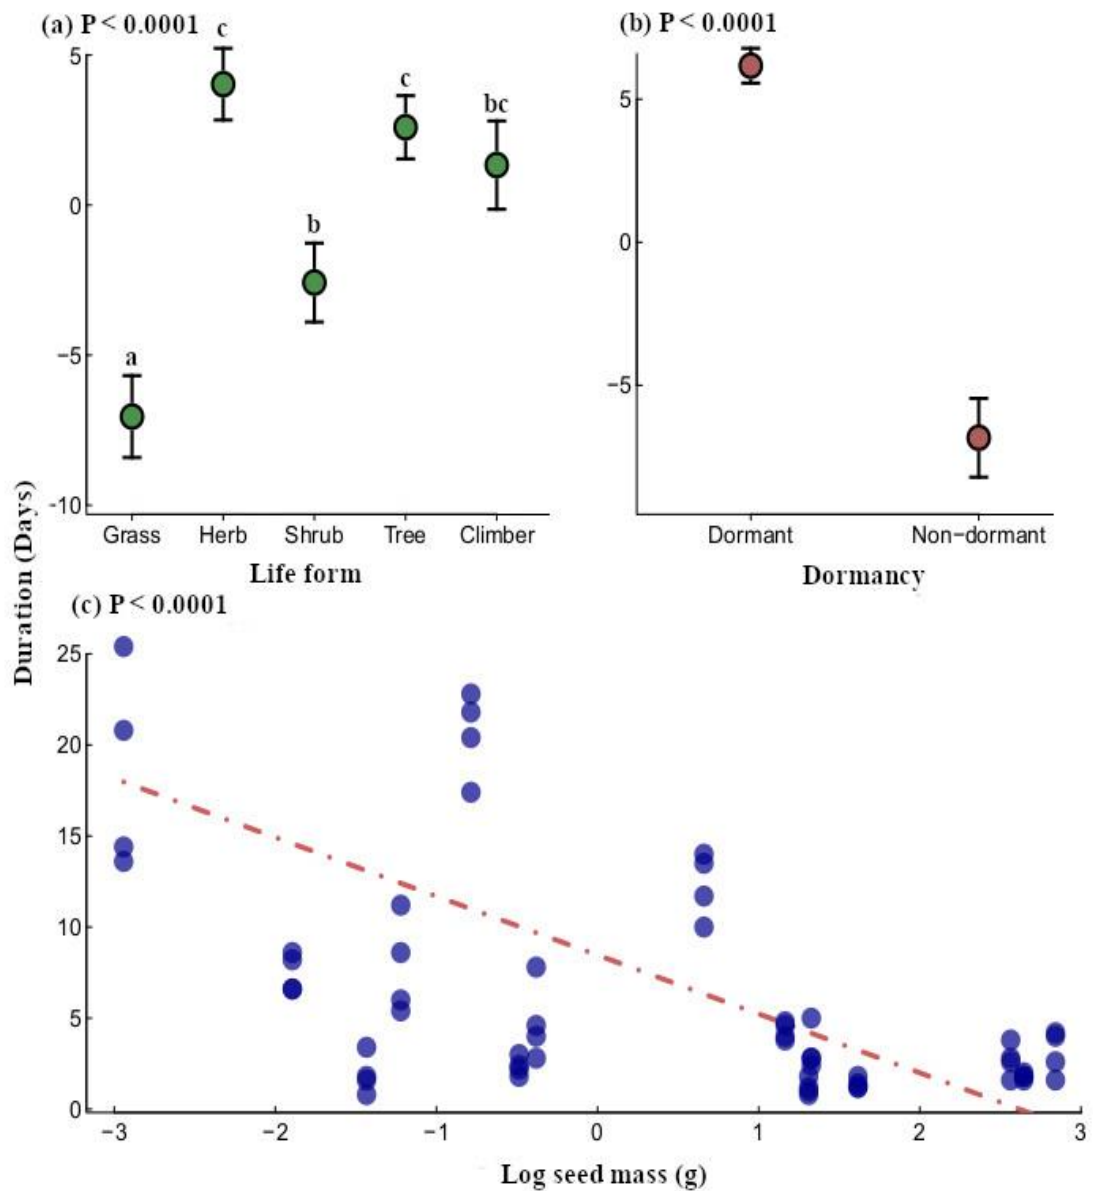 (a) P < 0.0001
c
5
c
bc
0
b
−5
a
-10
Grass Herb Shrub Tree Climber
Life form
(b) P < 0.0001
5
0
−5
Dormant Non−dormant
Dormancy
Duration (Days)
(c) P < 0.0001
25
20
15
10
5
0
−3 −2 −1 0 1 2 3
Log seed mass (g)